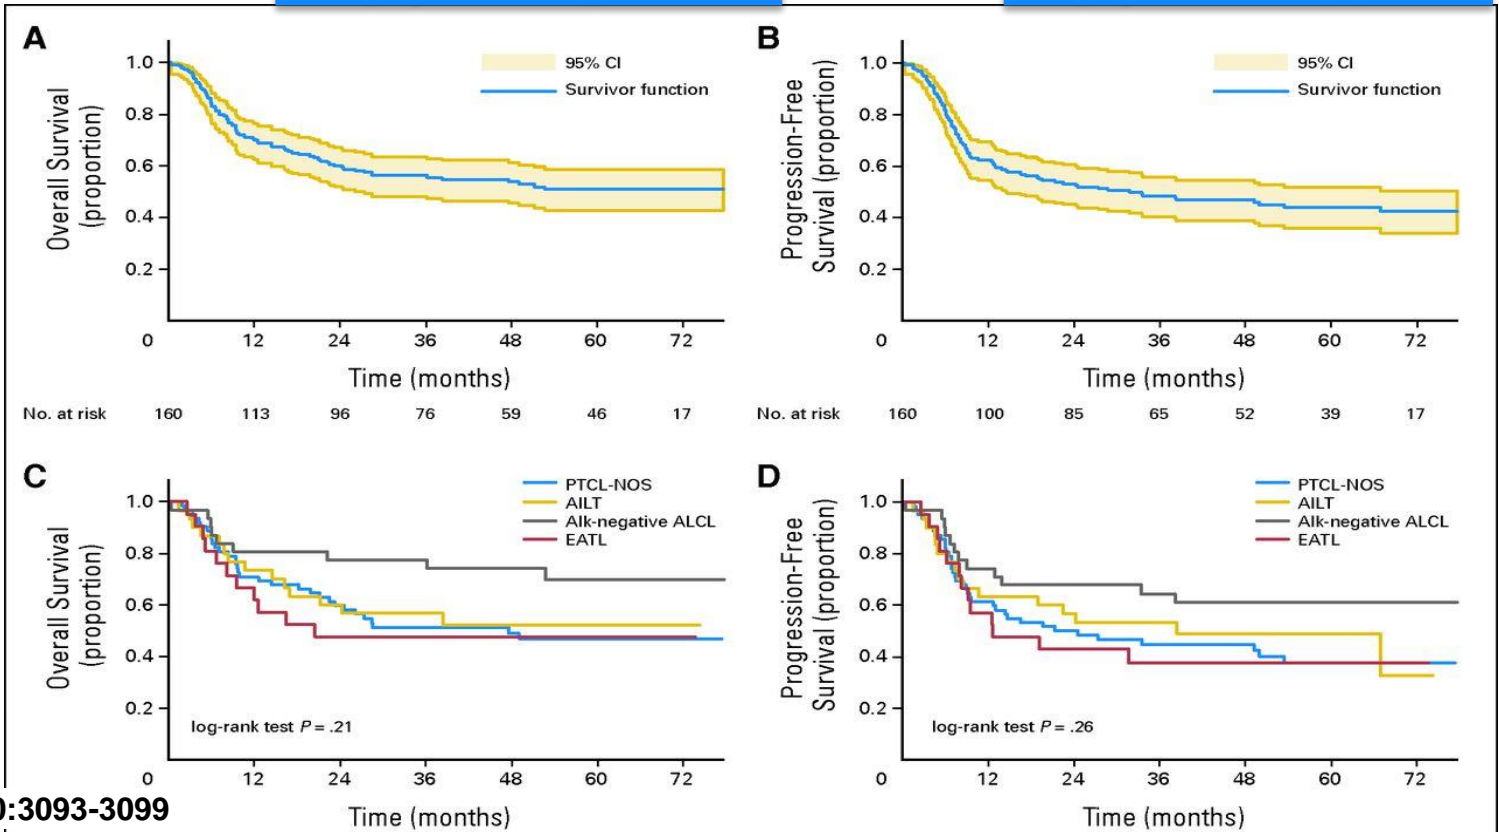 A
Overall Survival
(proportion)
1.0
0.8
0.6
0.4
0.2
95% CI
Survivor function
0 12 24 36 48 60 72
Time (months)
No. at risk 160 113 96 76 59 46 17
B
Progression-Free
Survival (proportion)
1.0
0.8
0.6
0.4
0.2
95% CI
Survivor function
0 12 24 36 48 60 72
Time (months)
No. at risk 160 100 85 65 52 39 17
C
Overall Survival
(proportion)
1.0
0.8
0.6
0.4
0.2
PTCL-NOS
AILT
Alk-negative ALCL
EATL
log-rank test P = .21
0 12 24 36 48 60 72
Time (months)
D
Progression-Free
Survival (proportion)
1.0
0.8
0.6
0.4
0.2
PTCL-NOS
AILT
Alk-negative ALCL
EATL
log-rank test P = .26
0 12 24 36 48 60 72
Time (months)
:3093-3099